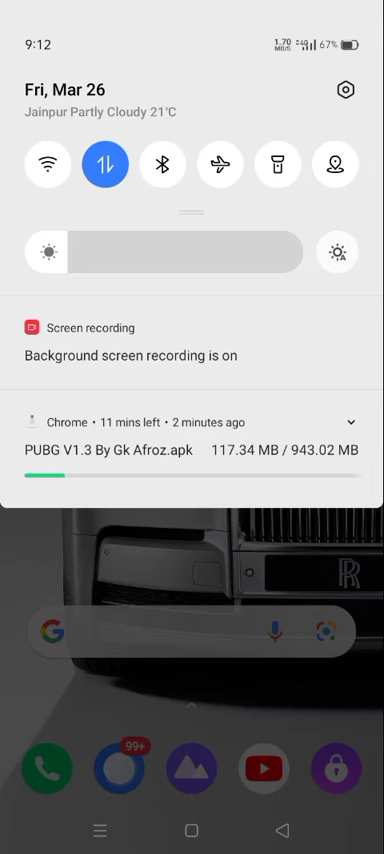 9:12
1.70 MB/S 4G 67%
Fri, Mar 26
Jainpur Partly Cloudy 21°C
A
Screen recording
Background screen recording is on
Chrome • 11 mins left • 2 minutes ago
PUBG V1.3 By Gk Afroz.apk 117.34 MB / 943.02 MB
RR
G
99+